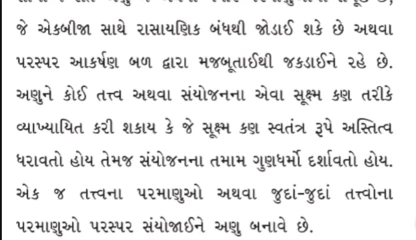 જે એકબીજા સાથે રાસાયણિક બંધથી જોડાઈ શકે છે અથવા
પરસ્પર આકર્ષણ બળ દ્વારા મજબૂતાઈથી જકડાઈને રહે છે.
અણુને કોઈ તત્ત્વ અથવા સંયોજનના એવા સૂક્ષ્મ કણ તરીકે
વ્યાખ્યાયિત કરી શકાય કે જે સૂક્ષ્મ કણ સ્વતંત્ર રૂપે અસ્તિત્વ
ધરાવતો હોય તેમજ સંયોજનના તમામ ગુણધર્મો દર્શાવતો હોય.
એક જ તત્ત્વના પરમાણુઓ અથવા જુદાં-જુદાં તત્ત્વોના
પરમાણુઓ પરસ્પર સંયોજાઈને અણુ બનાવે છે.